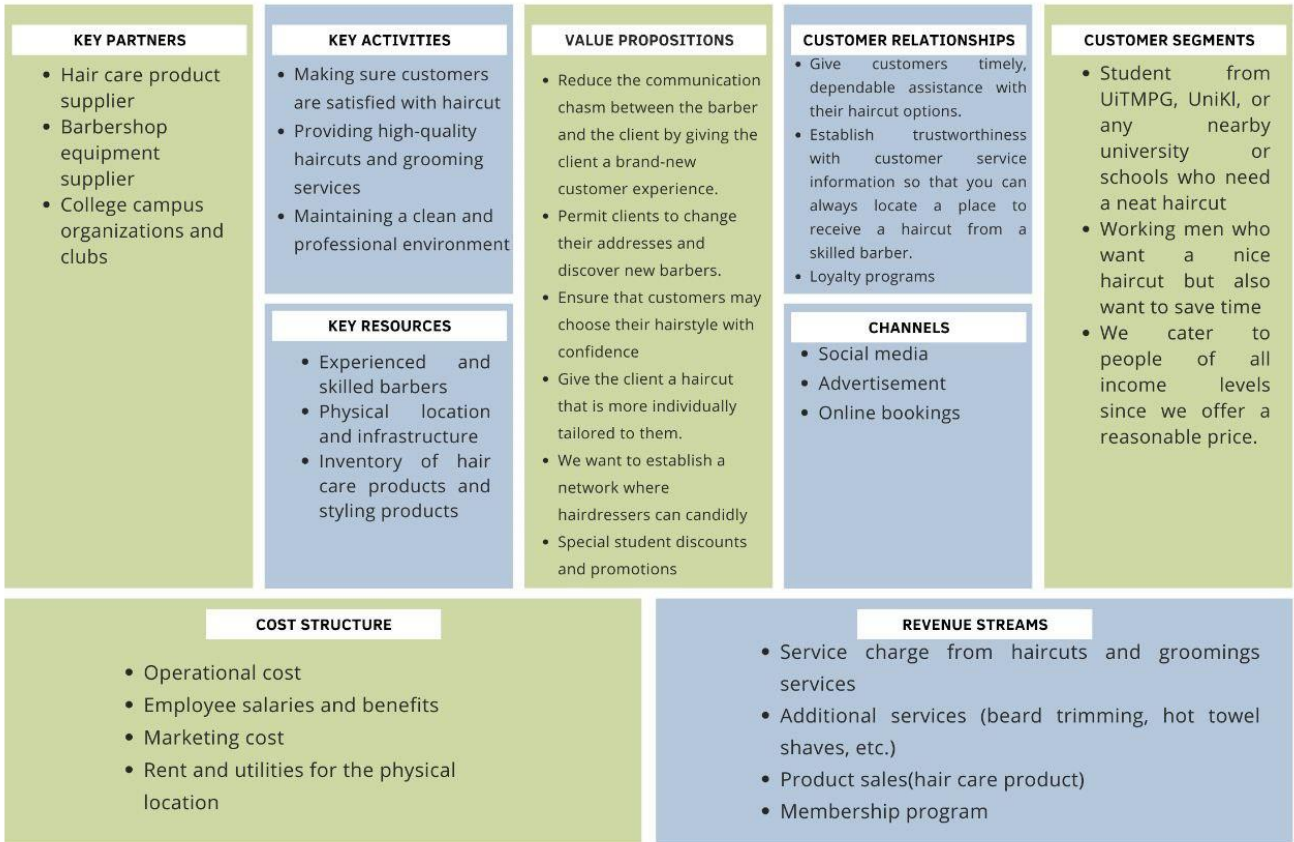 KEY PARTNERS
• Hair care product
supplier
• Barbershop
equipment
supplier
• College campus
organizations and
clubs
KEY ACTIVITIES
• Making sure customers
are satisfied with haircut
• Providing high-quality
haircuts and grooming
services
• Maintaining a clean and
professional environment
KEY RESOURCES
• Experienced and
skilled barbers
• Physical location
and infrastructure
• Inventory of hair
care products and
styling products
VALUE PROPOSITIONS
• Reduce the communication
chasm between the barber
and the client by giving the
client a brand-new
customer experience.
• Permit clients to change
their addresses and
discover new barbers.
• Ensure that customers may
choose their hairstyle with
confidence
• Give the client a haircut
that is more individually
tailored to them.
• We want to establish a
network where
hairdressers can candidly
• Special student discounts
and promotions
CUSTOMER RELATIONSHIPS
• Give customers timely,
dependable assistance with
their haircut options.
• Establish trustworthiness
with customer service
information so that you can
always locate a place to
receive a haircut from a
skilled barber.
• Loyalty programs
CHANNELS
• Social media
• Advertisement
• Online bookings
CUSTOMER SEGMENTS
• Student from
UiTMPG, UniKl, or
any nearby
university or
schools who need
a neat haircut
• Working men who
want a nice
haircut but also
want to save time
• We cater to
people of all
income levels
since we offer a
reasonable price.
COST STRUCTURE
• Operational cost
• Employee salaries and benefits
• Marketing cost
• Rent and utilities for the physical
location
REVENUE STREAMS
• Service charge from haircuts and groomings
services
• Additional services (beard trimming, hot towel
shaves, etc.)
• Product sales(hair care product)
• Membership program